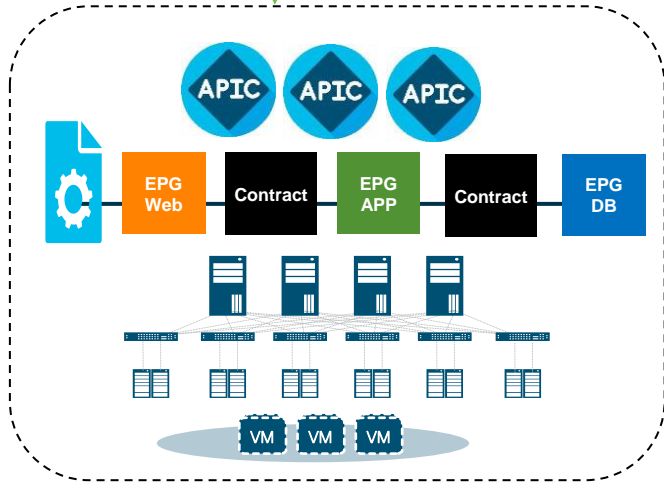 APIC APIC APIC
EPG
Web
Contract
EPG
APP
Contract
EPG
DB
VM VM VM